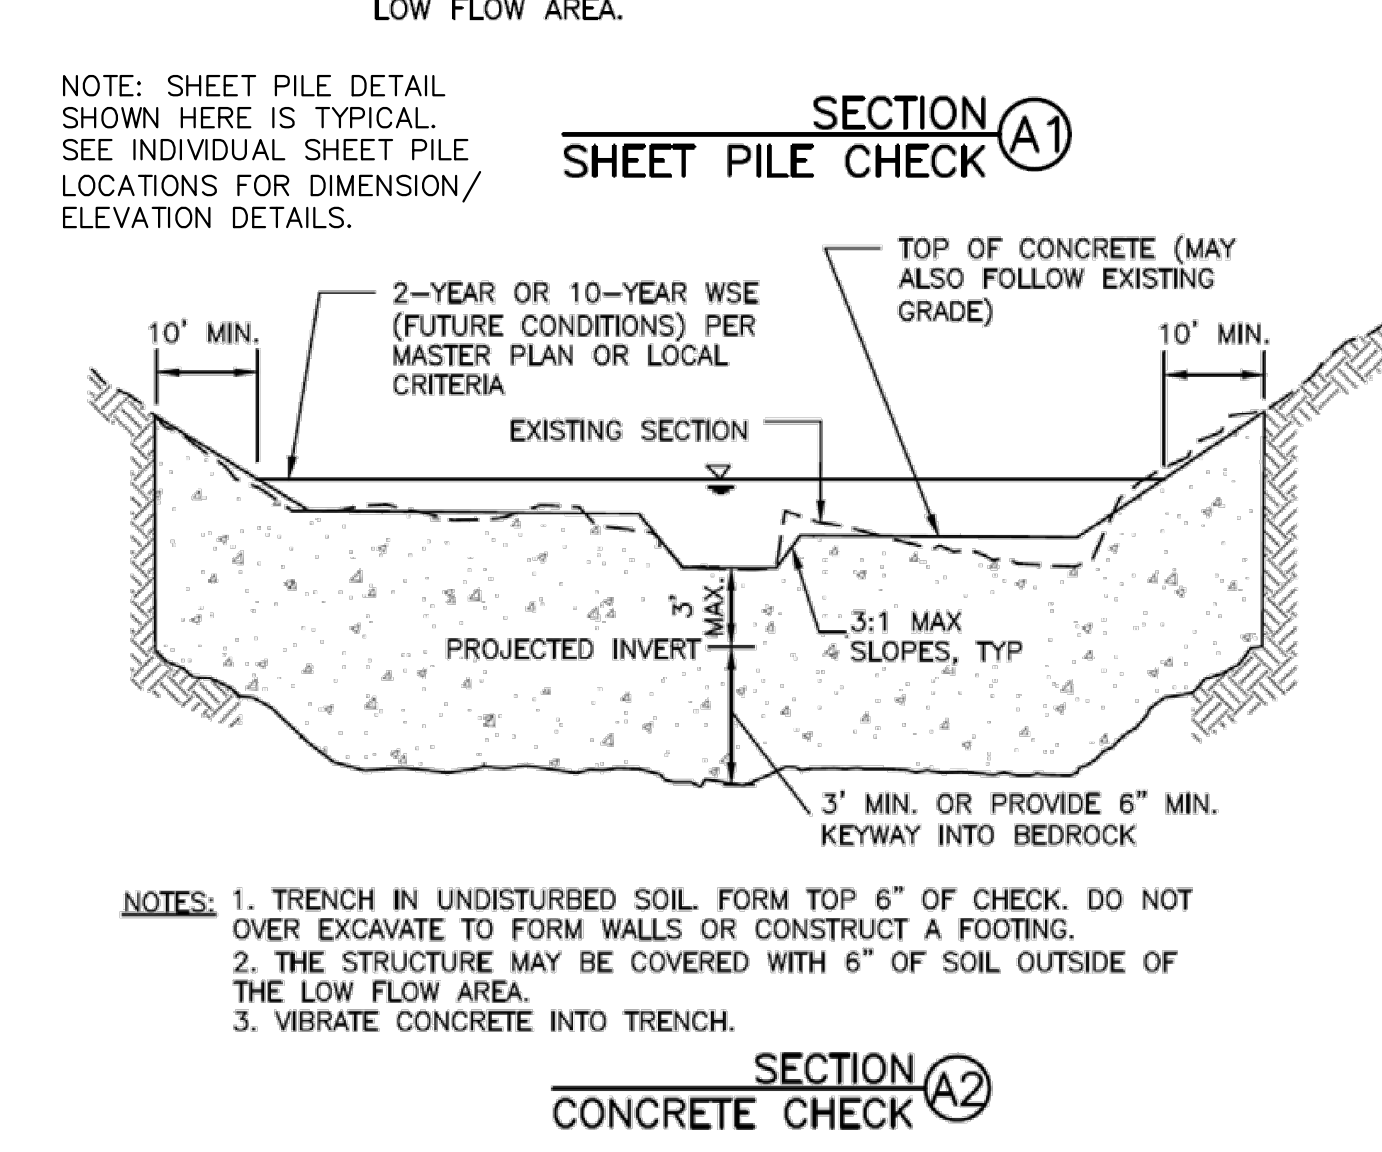 LOW FLOW AREA.
NOTE: SHEET PILE DETAIL
SHOWN HERE IS TYPICAL.
SEE INDIVIDUAL SHEET PILE
LOCATIONS FOR DIMENSION/
ELEVATION DETAILS.
SECTION
SHEET PILE CHECK
A1
TOP OF CONCRETE (MAY
ALSO FOLLOW EXISTING
GRADE)
2-YEAR OR 10-YEAR WSE
(FUTURE CONDITIONS) PER
MASTER PLAN OR LOCAL
CRITERIA
10' MIN.
10' MIN.
EXISTING SECTION
3'
MAX.
PROJECTED INVERT
3:1 MAX
SLOPES, TYP
3' MIN. OR PROVIDE 6" MIN.
KEYWAY INTO BEDROCK
NOTES: 1. TRENCH IN UNDISTURBED SOIL. FORM TOP 6" OF CHECK. DO NOT
OVER EXCAVATE TO FORM WALLS OR CONSTRUCT A FOOTING.
2. THE STRUCTURE MAY BE COVERED WITH 6" OF SOIL OUTSIDE OF
THE LOW FLOW AREA.
3. VIBRATE CONCRETE INTO TRENCH.
SECTION
CONCRETE CHECK
A2